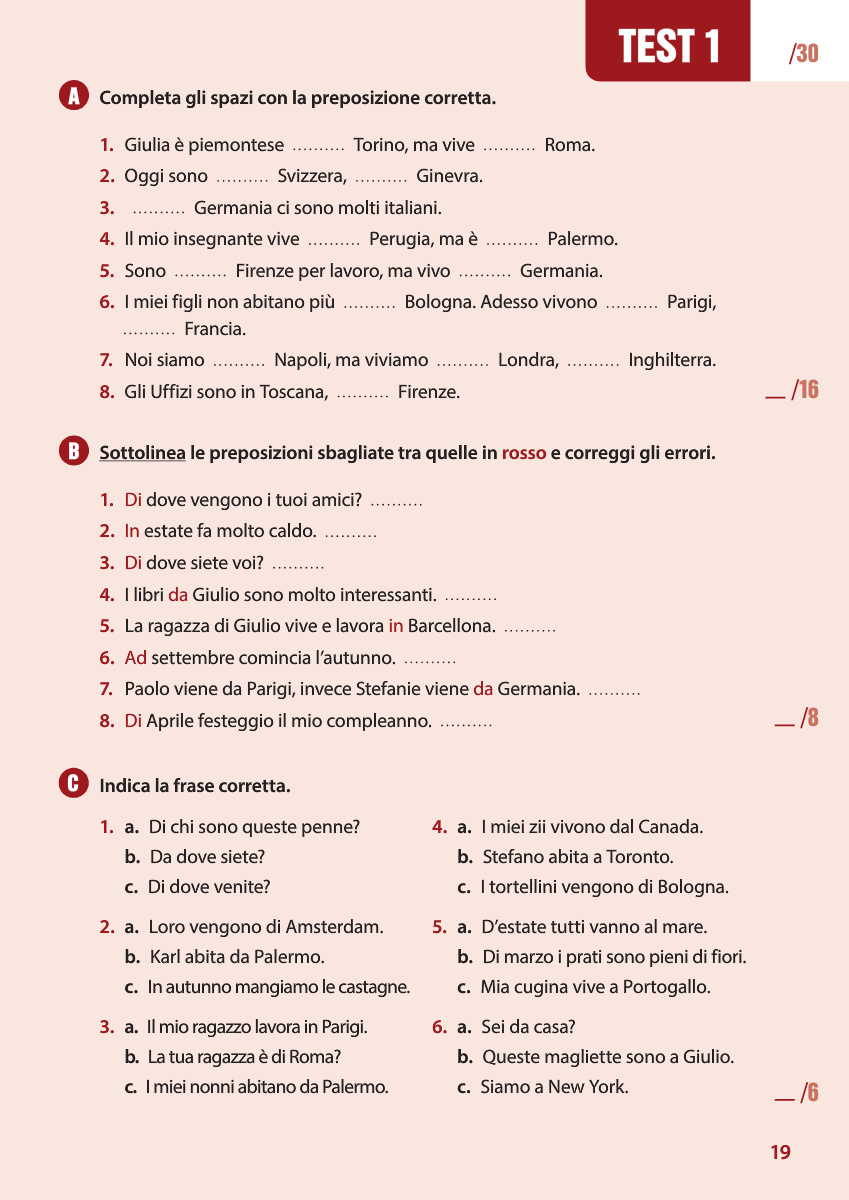 TEST 1
/30
A Completa gli spazi con la preposizione corretta.
1. Giulia è piemontese .......... Torino, ma vive .......... Roma.
2. Oggi sono .......... Svizzera, .......... Ginevra.
3. .......... Germania ci sono molti italiani.
4. Il mio insegnante vive .......... Perugia, ma è .......... Palermo.
5. Sono .......... Firenze per lavoro, ma vivo .......... Germania.
6. I miei figli non abitano più .......... Bologna. Adesso vivono .......... Parigi,
.......... Francia.
7. Noi siamo .......... Napoli, ma viviamo .......... Londra, .......... Inghilterra.
8. Gli Uffizi sono in Toscana, .......... Firenze.
__ /16
B Sottolinea le preposizioni sbagliate tra quelle in rosso e correggi gli errori.
1. Di dove vengono i tuoi amici? ..........
2. In estate fa molto caldo. ..........
3. Di dove siete voi? ..........
4. I libri da Giulio sono molto interessanti. ..........
5. La ragazza di Giulio vive e lavora in Barcellona. ..........
6. Ad settembre comincia l'autunno. ..........
7. Paolo viene da Parigi, invece Stefanie viene da Germania. ..........
8. Di Aprile festeggio il mio compleanno. ..........
__ /8
C Indica la frase corretta.
1. a. Di chi sono queste penne?
b. Da dove siete?
c. Di dove venite?
2. a. Loro vengono di Amsterdam.
b. Karl abita da Palermo.
c. In autunno mangiamo le castagne.
3. a. Il mio ragazzo lavora in Parigi.
b. La tua ragazza è di Roma?
c. I miei nonni abitano da Palermo.
4. a. I miei zii vivono dal Canada.
b. Stefano abita a Toronto.
c. I tortellini vengono di Bologna.
5. a. D'estate tutti vanno al mare.
b. Di marzo i prati sono pieni di fiori.
c. Mia cugina vive a Portogallo.
6. a. Sei da casa?
b. Queste magliette sono a Giulio.
c. Siamo a New York.
__ /6
19